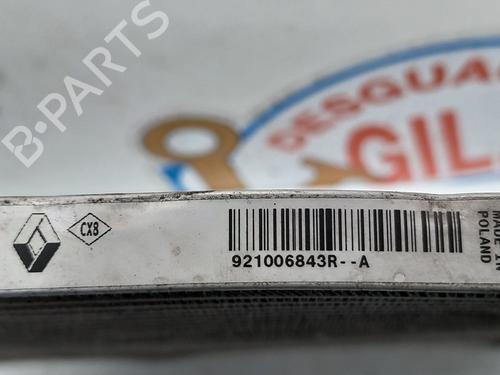 B-PARTS
DESGUA
GIL
CX8
921006843R--A
MADE IN
POLAND